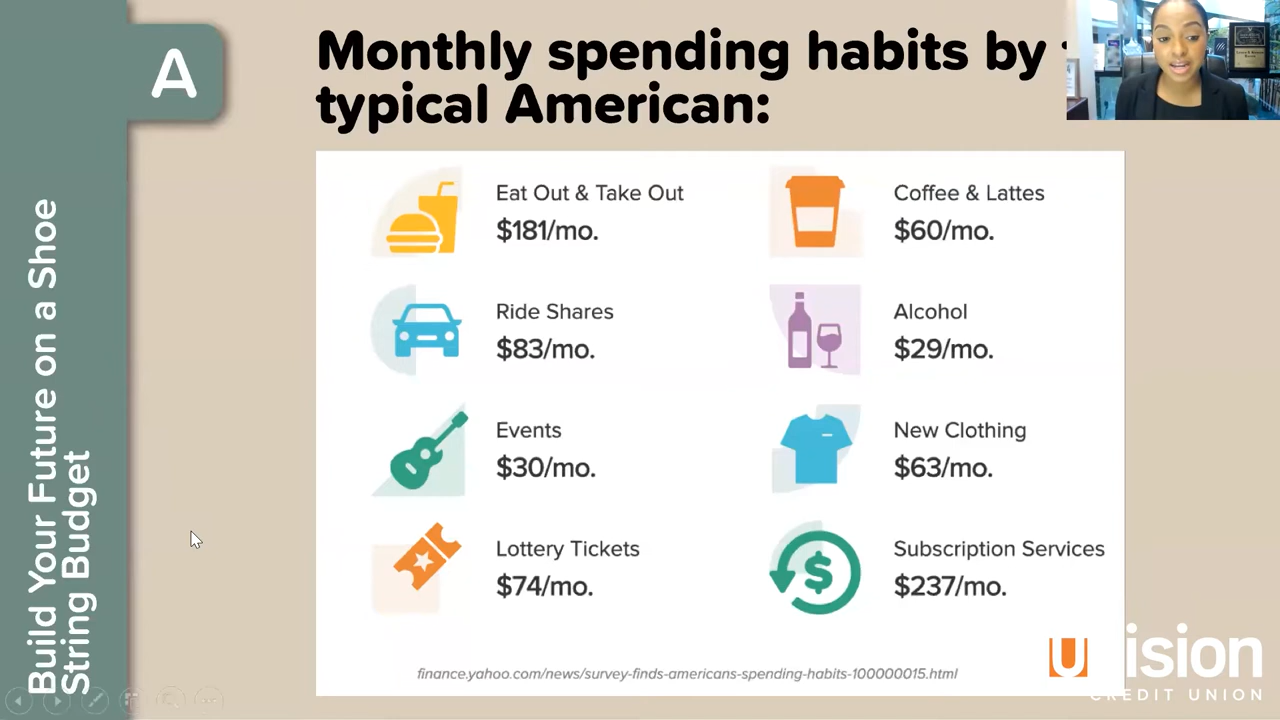 A
Monthly spending habits by
typical American:
Build Your Future on a Shoe
String Budget
Eat Out & Take Out
$181/mo.
Coffee & Lattes
$60/mo.
Ride Shares
$83/mo.
Alcohol
$29/mo.
Events
$30/mo.
New Clothing
$63/mo.
Lottery Tickets
$74/mo.
Subscription Services
$237/mo.
$
finance.yahoo.com/news/survey-finds-americans-spending-habits-100000015.html
U
ision
CREDIT UNION